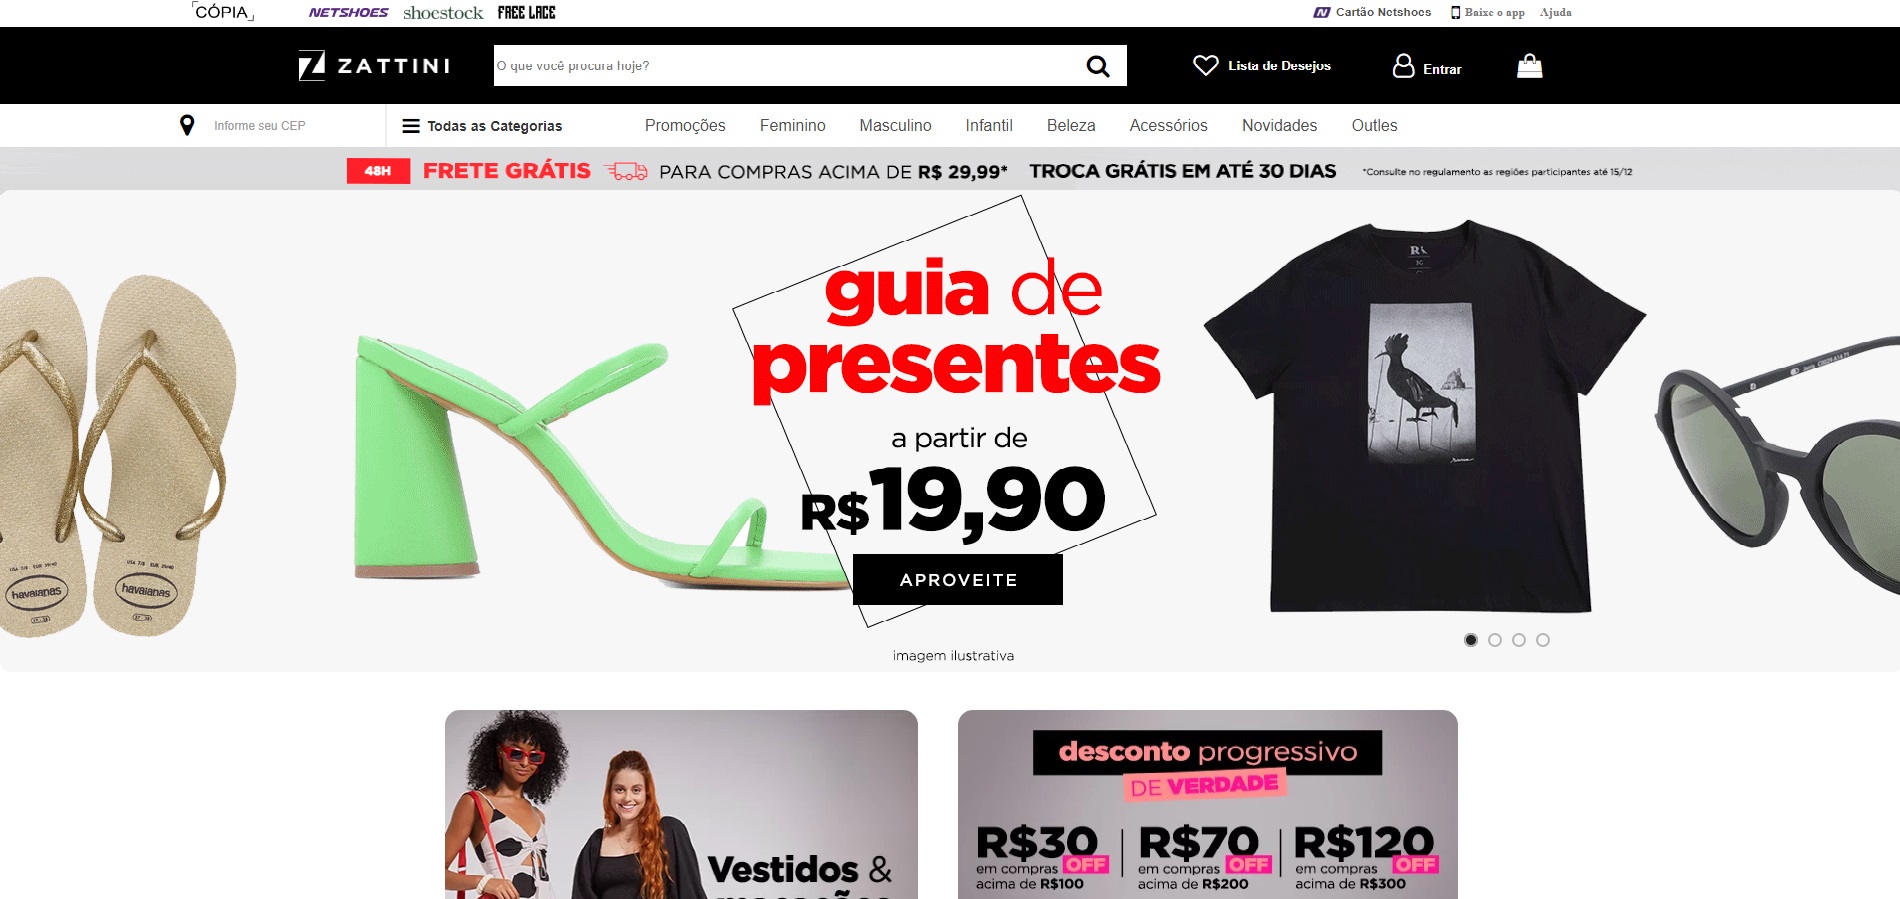 CÓPIA NETSHOES shoestock FREE LACE Cartão Netshoes Baixe o app Ajuda
ZATTINI O que você procura hoje? Lista de Desejos Entrar
Informe seu CEP Todas as Categorias Promoções Feminino Masculino Infantil Beleza Acessórios Novidades Outles
48H FRETE GRÁTIS PARA COMPRAS ACIMA DE R$ 29,99* TROCA GRÁTIS EM ATÉ 30 DIAS *Consulte no regulamento as regiões participantes até 15/12
guia de
presentes
a partir de
R$19,90
APROVEITE
imagem ilustrativa
havaianas
havaianas
desconto progressivo
DE VERDADE
R$30 OFF
em compras
acima de R$100
R$70 OFF
em compras
acima de R$200
R$120 OFF
em compras
acima de R$300
Vestidos &